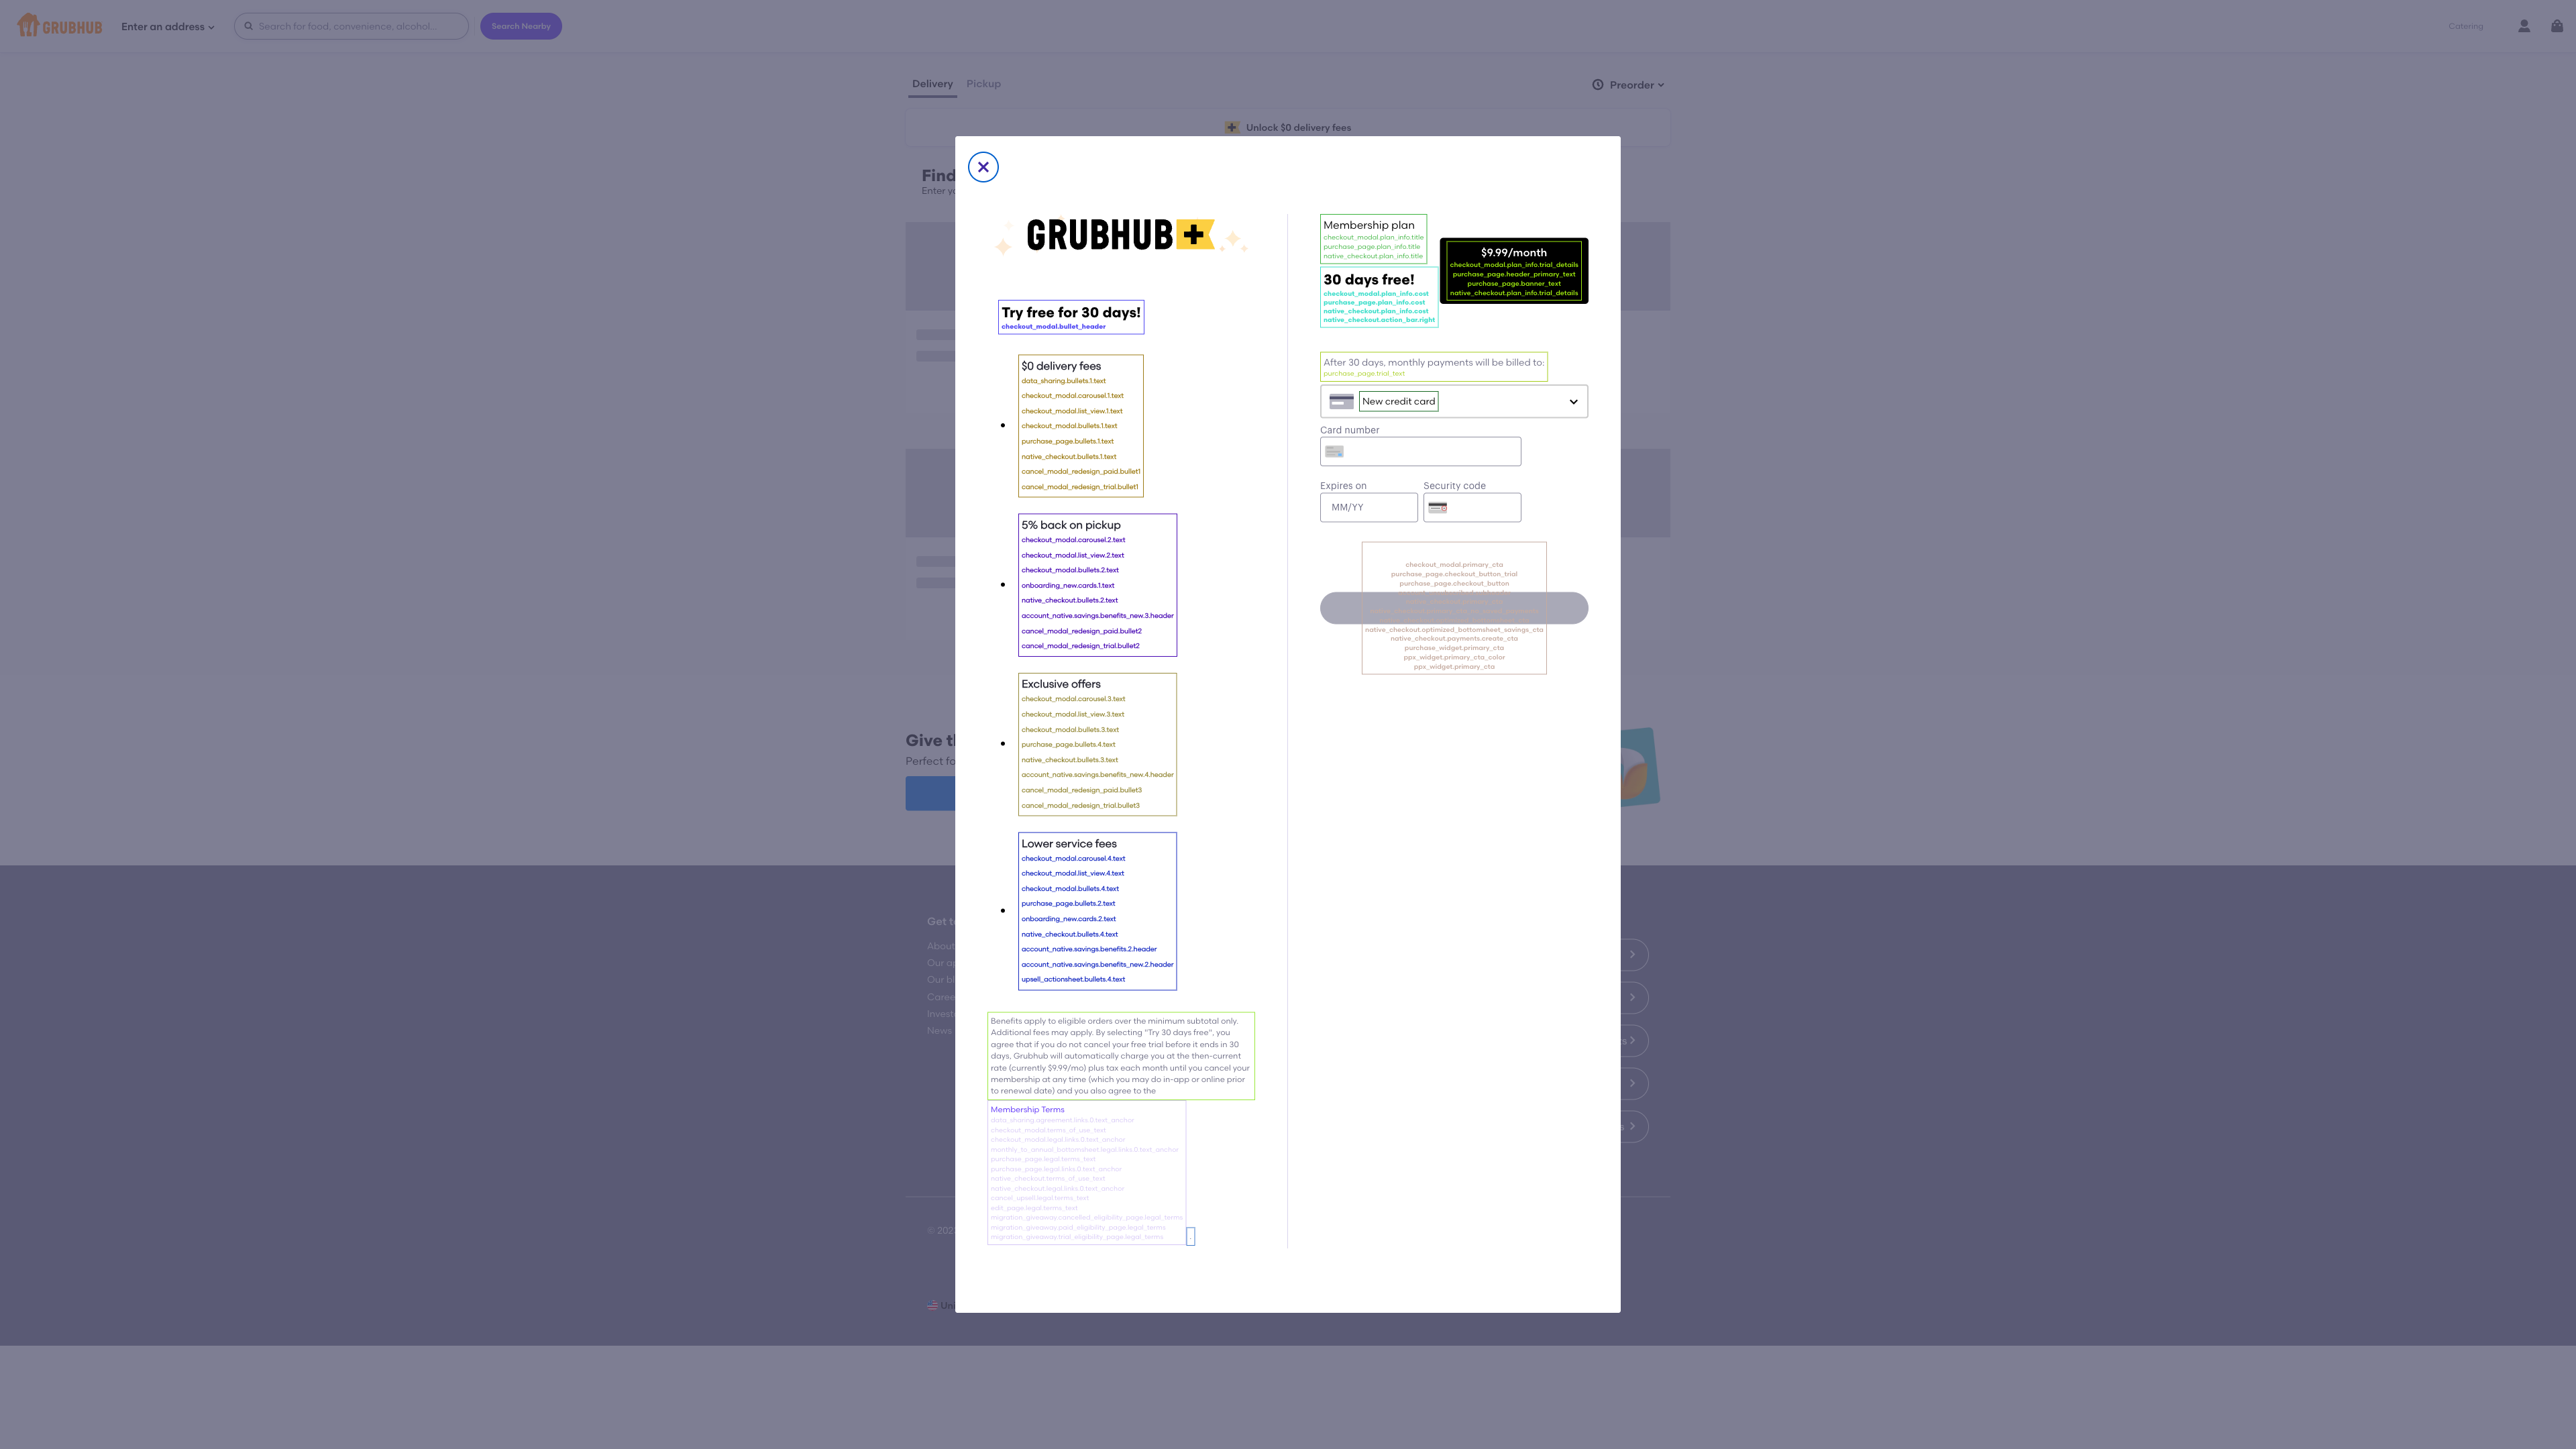 GRUBHUB
Enter an address
Search for food, convenience, alcohol...
Search Nearby
Catering
Delivery
Pickup
Preorder
Unlock $0 delivery fees
Find
GRUBHUB+
Try free for 30 days!
checkout_modal.bullet_header
$0 delivery fees
data_sharing.bullets.1.text
checkout_modal.carousel.1.text
checkout_modal.list_view.1.text
checkout_modal.bullets.1.text
purchase_page.bullets.1.text
native_checkout.bullets.1.text
cancel_modal_redesign_paid.bullet1
cancel_modal_redesign_trial.bullet1
5% back on pickup
checkout_modal.carousel.2.text
checkout_modal.list_view.2.text
checkout_modal.bullets.2.text
onboarding_new.cards.1.text
native_checkout.bullets.2.text
account_native.savings.benefits_new.3.header
cancel_modal_redesign_paid.bullet2
cancel_modal_redesign_trial.bullet2
Exclusive offers
checkout_modal.carousel.3.text
checkout_modal.list_view.3.text
checkout_modal.bullets.3.text
purchase_page.bullets.4.text
native_checkout.bullets.3.text
account_native.savings.benefits_new.4.header
cancel_modal_redesign_paid.bullet3
cancel_modal_redesign_trial.bullet3
Lower service fees
checkout_modal.carousel.4.text
checkout_modal.list_view.4.text
checkout_modal.bullets.4.text
purchase_page.bullets.2.text
onboarding_new.cards.2.text
native_checkout.bullets.4.text
account_native.savings.benefits.2.header
account_native.savings.benefits_new.2.header
upsell_actionsheet.bullets.4.text
Benefits apply to eligible orders over the minimum subtotal only.
Additional fees may apply. By selecting "Try 30 days free", you
agree that if you do not cancel your free trial before it ends in 30
days, Grubhub will automatically charge you at the then-current
rate (currently $9.99/mo) plus tax each month until you cancel your
membership at any time (which you may do in-app or online prior
to renewal date) and you also agree to the
Membership Terms
data_sharing.agreement.links.0.text_anchor
checkout_modal.terms_of_use_text
checkout_modal.legal.links.0.text_anchor
monthly_to_annual_bottomsheet.legal.links.0.text_anchor
purchase_page.legal.terms_text
purchase_page.legal.links.0.text_anchor
native_checkout.terms_of_use_text
native_checkout.legal.links.0.text_anchor
cancel_upsell.legal.terms_text
edit_page.legal.terms_text
migration_giveaway.cancelled_eligibility_page.legal_terms
migration_giveaway.paid_eligibility_page.legal_terms
migration_giveaway.trial_eligibility_page.legal_terms
.
Membership plan
checkout_modal.plan_info.title
purchase_page.plan_info.title
native_checkout.plan_info.title
30 days free!
checkout_modal.plan_info.cost
purchase_page.plan_info.cost
native_checkout.plan_info.cost
native_checkout.action_bar.right
$9.99/month
checkout_modal.plan_info.trial_details
purchase_page.header_primary_text
purchase_page.banner_text
native_checkout.plan_info.trial_details
After 30 days, monthly payments will be billed to:
purchase_page.trial_text
New credit card
Card number
Expires on
Security code
MM/YY
checkout_modal.primary_cta
purchase_page.checkout_button_trial
purchase_page.checkout_button
native_checkout.optimized_bottomsheet_savings_cta
native_checkout.payments.create_cta
purchase_widget.primary_cta
ppx_widget.primary_cta_color
ppx_widget.primary_cta
Perfect
About
Our
News